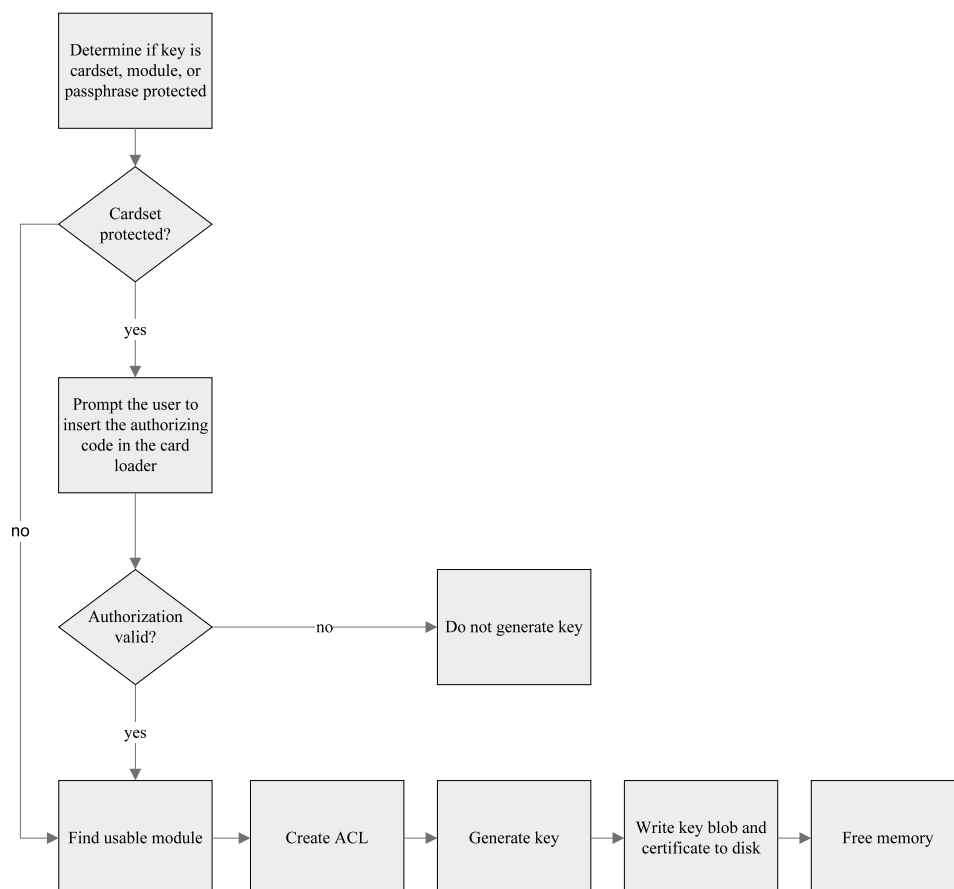 Determine if key is
cardset, module, or
passphrase protected
Cardset
protected?
yes
Prompt the user to
insert the authorizing
code in the card
loader
no
Authorization
valid?
no
Do not generate key
yes
Find usable module
Create ACL
Generate key
Write key blob and
certificate to disk
Free memory